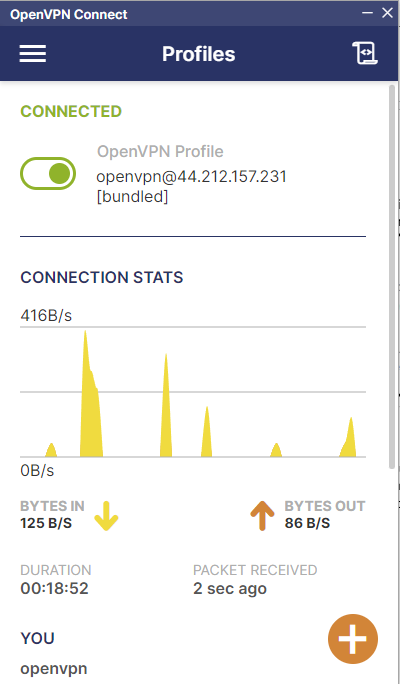 OpenVPN Connect
Profiles
CONNECTED
OpenVPN Profile
openvpn@44.212.157.231
[bundled]
CONNECTION STATS
416B/s
0B/s
BYTES IN
125 B/S
BYTES OUT
86 B/S
DURATION
00:18:52
PACKET RECEIVED
2 sec ago
YOU
openvpn